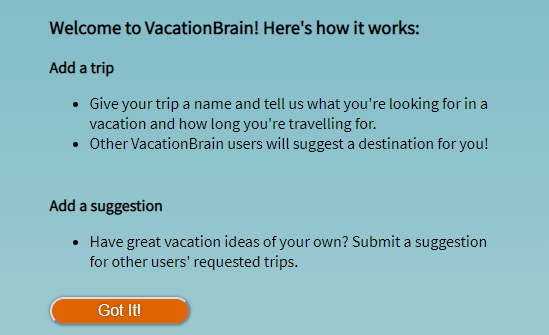 Welcome to VacationBrain! Here's how it works:
Add a trip
• Give your trip a name and tell us what you're looking for in a
vacation and how long you're travelling for.
• Other VacationBrain users will suggest a destination for you!
Add a suggestion
• Have great vacation ideas of your own? Submit a suggestion
for other users' requested trips.
Got It!